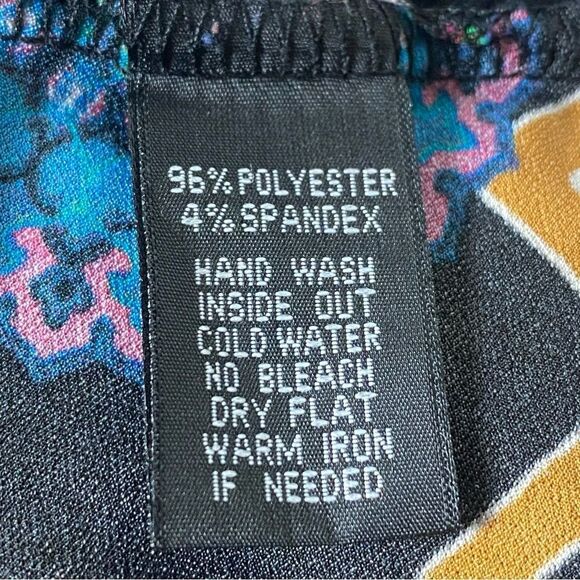 96% POLYESTER
4% SPANDEX
HAND WASH
INSIDE OUT
COLD WATER
NO BLEACH
DRY FLAT
WARM IRON
IF NEEDED